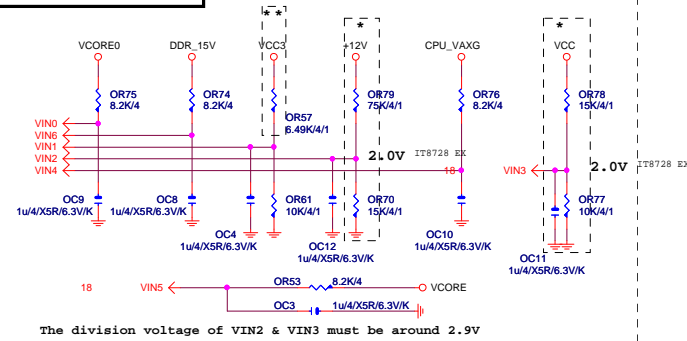 ** *
*
VCORE0 DDR_15V VCC3 +12V CPU_VAXG VCC
OR75 OR74 OR79 OR76 OR78
8.2K/4 8.2K/4 75K/4/1 8.2K/4 15K/4/1
OR57
6.49K/4/1
VIN0
VIN6
VIN1
VIN2 2.0V IT8728 EX
VIN4 18 VIN3 2.0V IT8728 EX
OC9 OC8 OR61 OR70 OR77
1u/4/X5R/6.3V/K 1u/4/X5R/6.3V/K 10K/4/1 15K/4/1 10K/4/1
OC4 OC10
1u/4/X5R/6.3V/K 1u/4/X5R/6.3V/K
OC12 OC11
1u/4/X5R/6.3V/K 1u/4/X5R/6.3V/K
OR53 8.2K/4
18 VIN5 VCORE
OC3 1u/4/X5R/6.3V/K
The division voltage of VIN2 & VIN3 must be around 2.9V